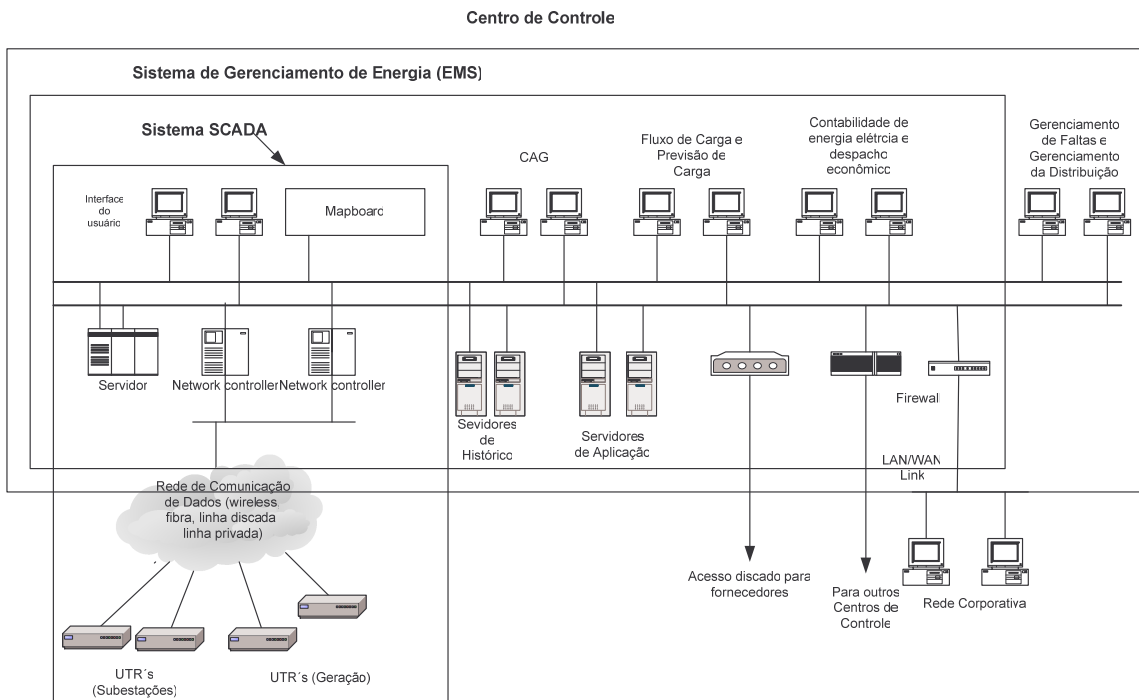 Centro de Controle
Sistema de Gerenciamento de Energia (EMS)
Sistema SCADA
Interface
do
usuário
Mapboard
CAG
Fluxo de Carga e
Previsão de
Carga
Contabilidade de
energia elétrcia e
despacho
econômico
Gerenciamento
de Faltas e
Gerenciamento
da Distribuição
Servidor
Network controller
Network controller
Sevidores
de
Histórico
Servidores
de Aplicação
Firewall
LAN/WAN
Link
Rede de Comunicação
de Dados (wireless,
fibra, linha discada
linha privada)
Acesso discado para
fornecedores
Para outros
Centros de
Controle
Rede Corporativa
UTR´s
(Subestações)
UTR´s (Geração)